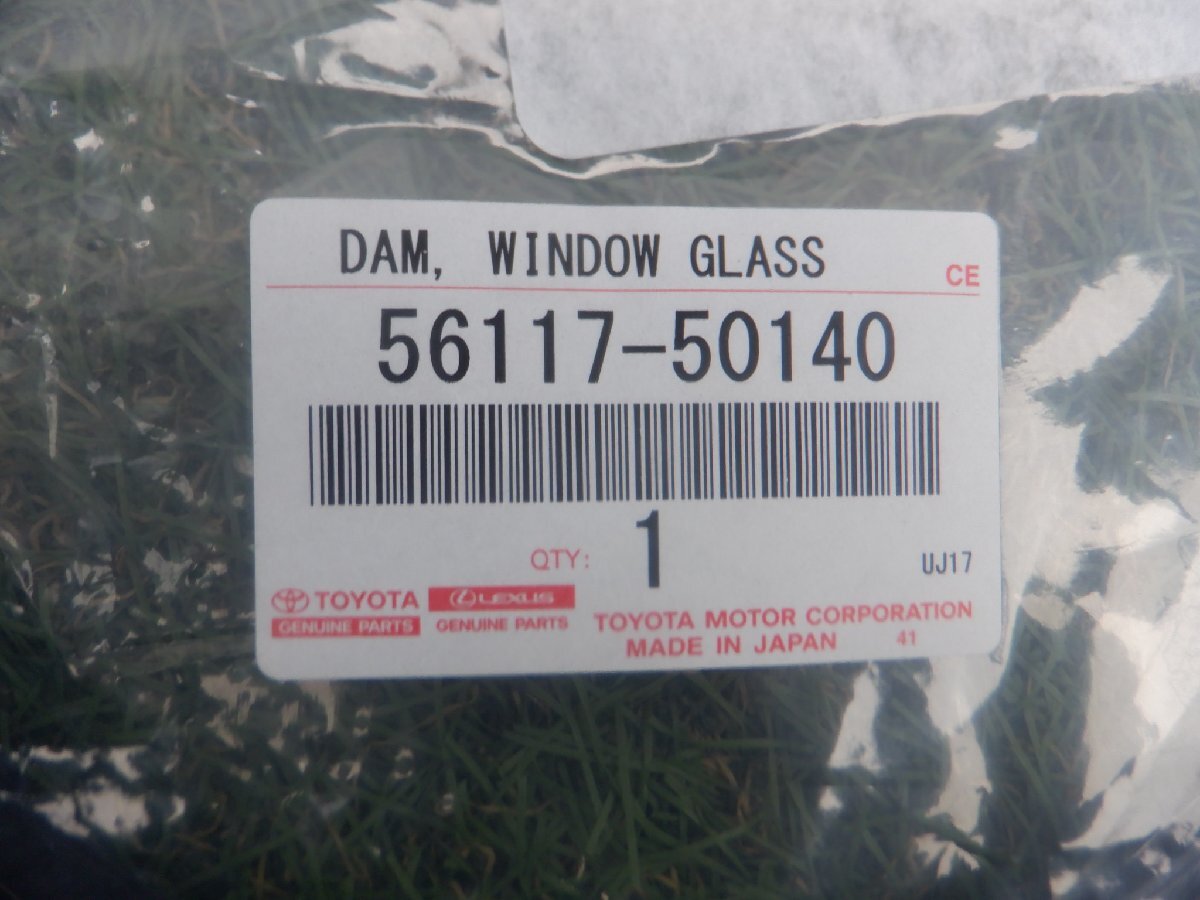 DAM, WINDOW GLASS
CE
56117-50140
QTY: 1
UJ17
TOYOTA
GENUINE PARTS
LEXUS
GENUINE PARTS
TOYOTA MOTOR CORPORATION
MADE IN JAPAN 41